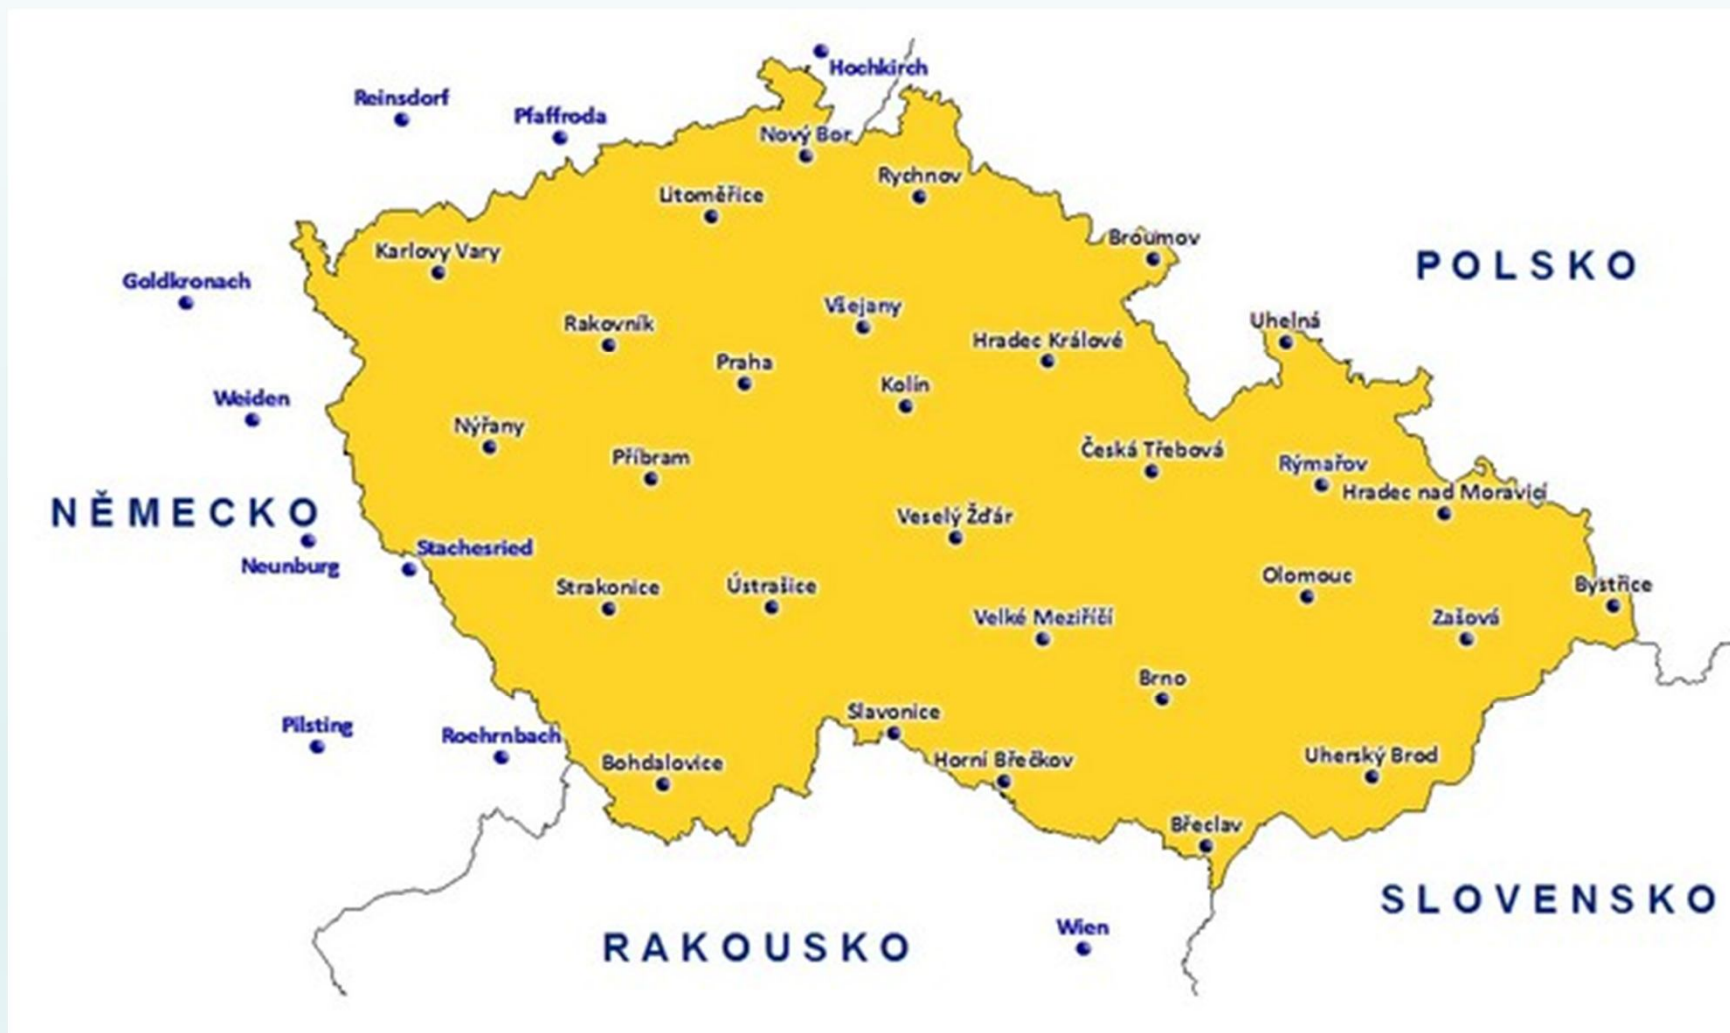 Hochkirch
Reinsdorf
Pfaffroda
Nový Bor
Rychnov
Litoměřice
Broumov
Karlovy Vary
POLSKO
Goldkronach
Všejany
Uhelná
Rakovník
Hradec Králové
Praha
Kolín
Weiden
Nýřany
Česká Třebová
Příbram
Rýmařov
Hradec nad Moravicí
NĚMECKO
Veselý Žďár
Stachesried
Neunburg
Olomouc
Bystřice
Strakonice
Ústrašice
Velké Meziříčí
Zašová
Brno
Slavonice
Pilsting
Roehrnbach
Uherský Brod
Bohdalovice
Horní Břečkov
Břeclav
SLOVENSKO
Wien
RAKOUSKO